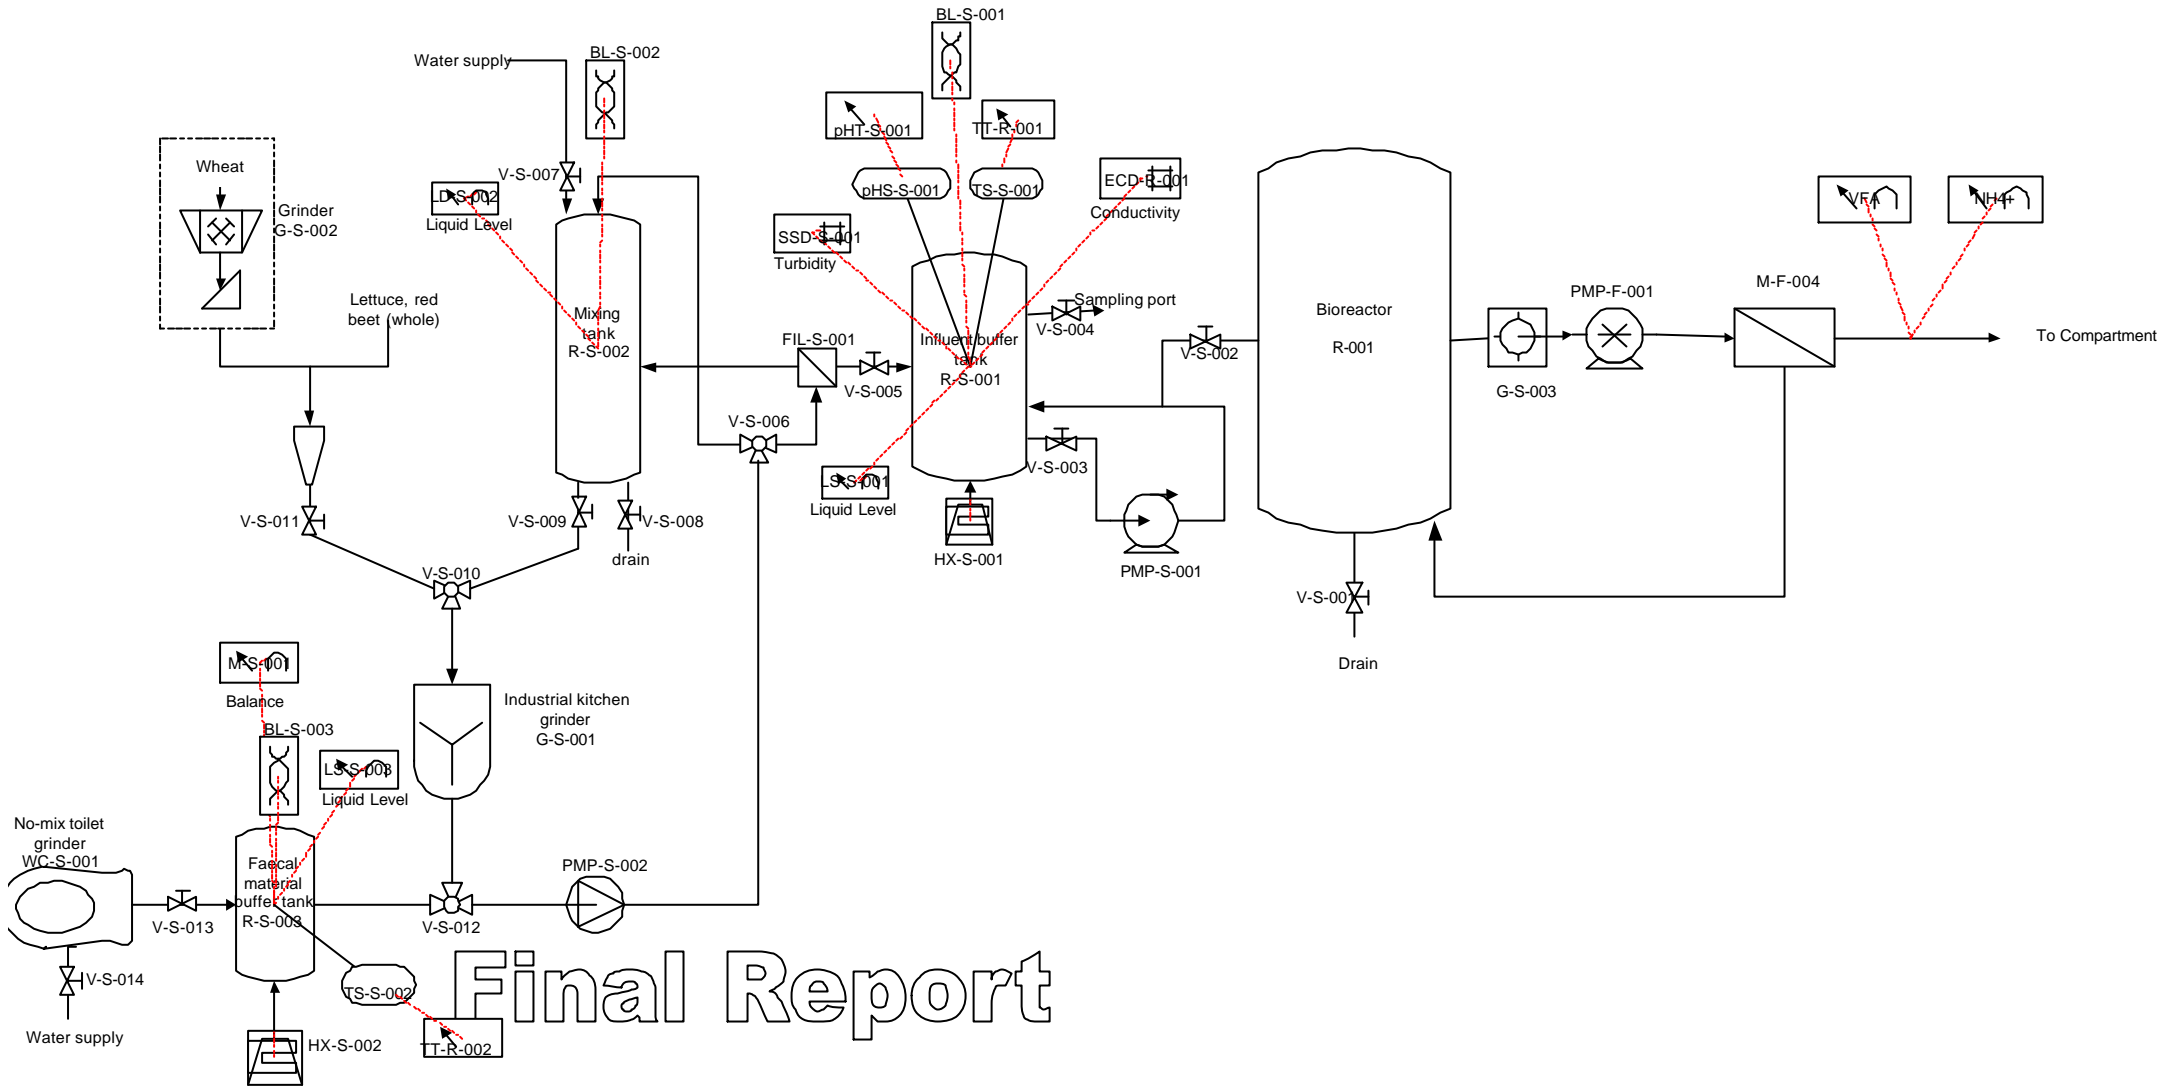 BL-S-001
BL-S-002
Water supply
pHT-S-001
TT-R-001
Wheat
V-S-007
pHS-S-001
TS-S-001
ECD-R-001
Conductivity
LD-S-002
Liquid Level
Grinder
G-S-002
SSD-S-001
Turbidity
VFA
NH4+
M-F-004
PMP-F-001
Lettuce, red
beet (whole)
Mixing
tank
R-S-002
Sampling port
V-S-004
FIL-S-001
Influent buffer
tank
R-S-001
V-S-002
Bioreactor
R-001
To Compartment
V-S-005
G-S-003
V-S-006
V-S-003
LS-S-001
Liquid Level
V-S-011
V-S-009
V-S-008
drain
HX-S-001
PMP-S-001
V-S-010
V-S-001
Drain
M-S-001
Balance
Industrial kitchen
grinder
G-S-001
BL-S-003
LS-S-003
Liquid Level
No-mix toilet
grinder
WC-S-001
Faecal
material
buffer tank
R-S-003
PMP-S-002
V-S-013
V-S-012
V-S-014
TS-S-002
Final Report
Water supply
HX-S-002
TT-R-002